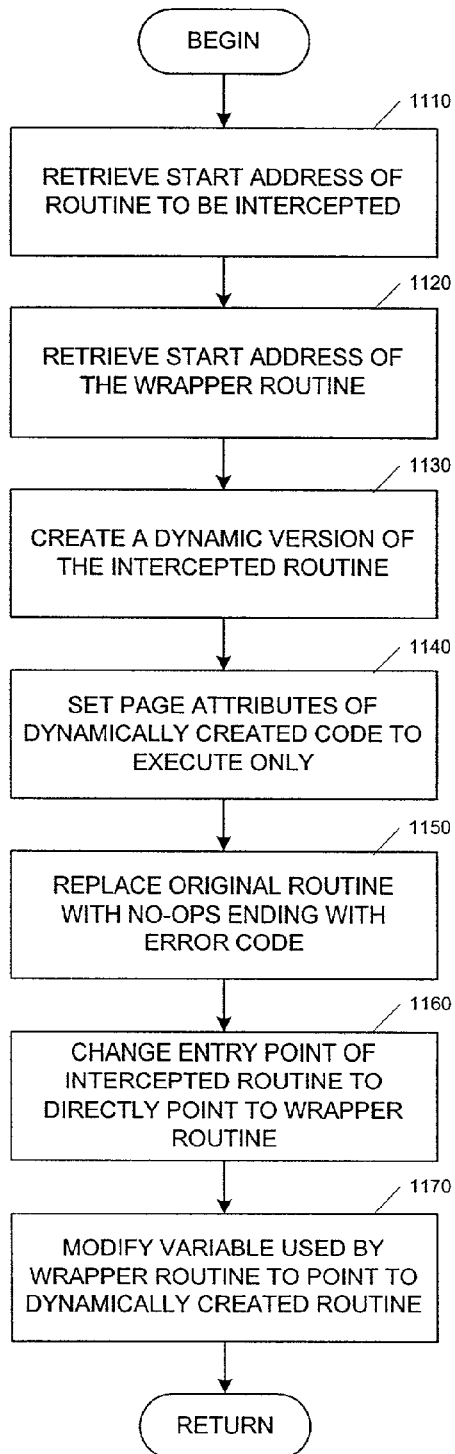 BEGIN
1110
RETRIEVE START ADDRESS OF
ROUTINE TO BE INTERCEPTED
1120
RETRIEVE START ADDRESS OF
THE WRAPPER ROUTINE
1130
CREATE A DYNAMIC VERSION OF
THE INTERCEPTED ROUTINE
1140
SET PAGE ATTRIBUTES OF
DYNAMICALLY CREATED CODE TO
EXECUTE ONLY
1150
REPLACE ORIGINAL ROUTINE
WITH NO-OPS ENDING WITH
ERROR CODE
1160
CHANGE ENTRY POINT OF
INTERCEPTED ROUTINE TO
DIRECTLY POINT TO WRAPPER
ROUTINE
1170
MODIFY VARIABLE USED BY
WRAPPER ROUTINE TO POINT TO
DYNAMICALLY CREATED ROUTINE
RETURN